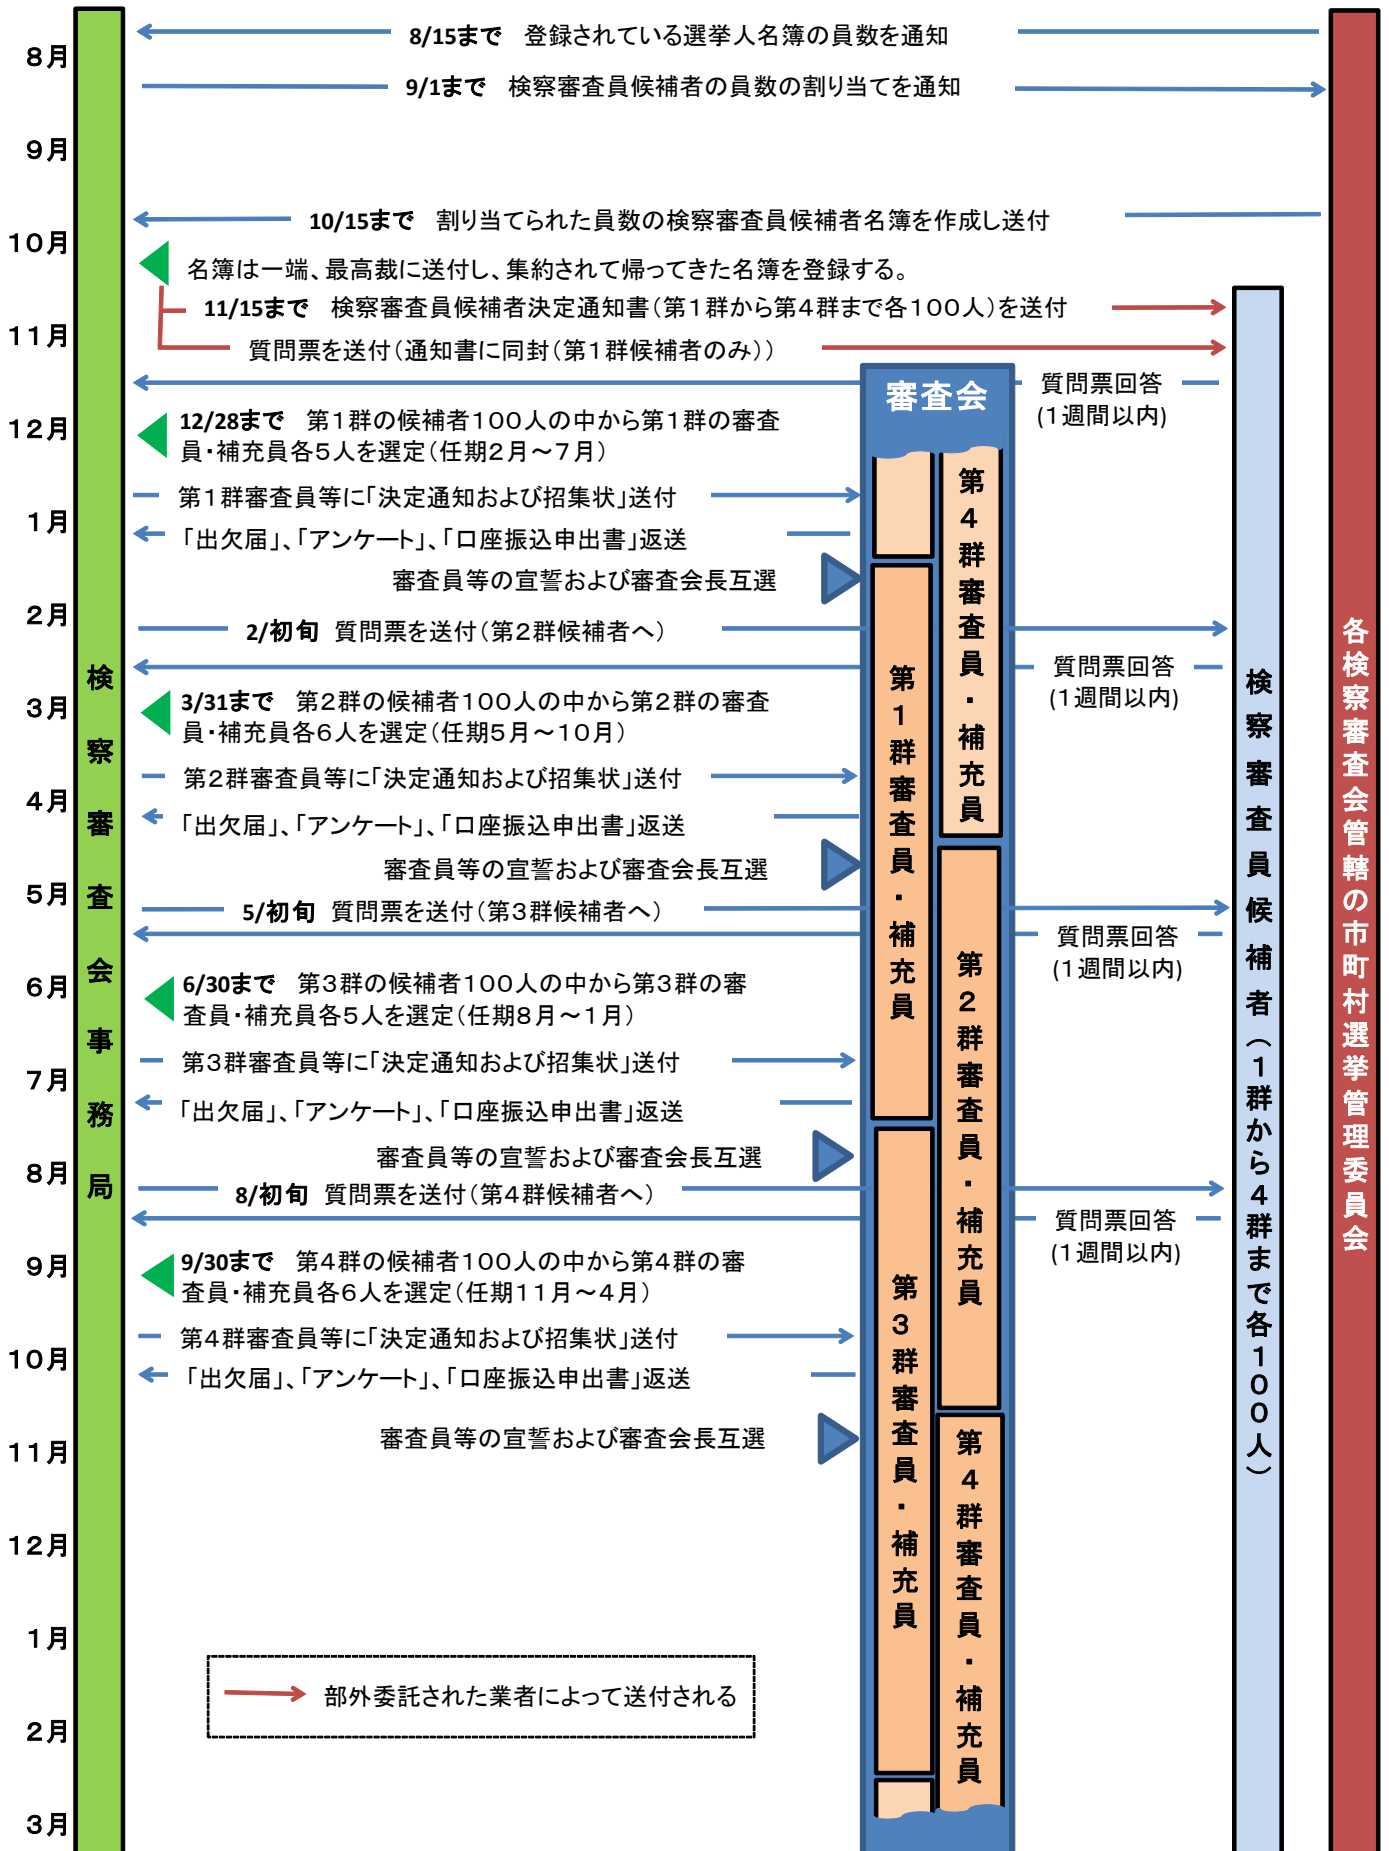 8月
9月
10月
11月
12月
1月
2月
3月
4月
5月
6月
7月
8月
9月
10月
11月
12月
1月
2月
3月
検察審査会事務局
8/15まで　登録されている選挙人名簿の員数を通知
9/1まで　検察審査員候補者の員数の割り当てを通知
10/15まで　割り当てられた員数の検察審査員候補者名簿を作成し送付
名簿は一端、最高裁に送付し、集約されて帰ってきた名簿を登録する。
11/15まで　検察審査員候補者決定通知書（第１群から第４群まで各１００人）を送付
質問票を送付（通知書に同封（第１群候補者のみ））
審査会
質問票回答
(１週間以内)
12/28まで　第１群の候補者１００人の中から第１群の審査
員・補充員各５人を選定（任期２月～７月）
第１群審査員等に「決定通知および招集状」送付
「出欠届」、「アンケート」、「口座振込申出書」返送
審査員等の宣誓および審査会長互選
2/初旬　質問票を送付（第２群候補者へ）
質問票回答
(１週間以内)
3/31まで　第２群の候補者１００人の中から第２群の審査
員・補充員各６人を選定（任期５月～１０月）
第２群審査員等に「決定通知および招集状」送付
「出欠届」、「アンケート」、「口座振込申出書」返送
審査員等の宣誓および審査会長互選
5/初旬　質問票を送付（第３群候補者へ）
質問票回答
(１週間以内)
6/30まで　第３群の候補者１００人の中から第３群の審
査員・補充員各５人を選定（任期８月～１月）
第３群審査員等に「決定通知および招集状」送付
「出欠届」、「アンケート」、「口座振込申出書」返送
審査員等の宣誓および審査会長互選
8/初旬　質問票を送付（第４群候補者へ）
質問票回答
(１週間以内)
9/30まで　第４群の候補者１００人の中から第４群の審
査員・補充員各６人を選定（任期１１月～４月）
第４群審査員等に「決定通知および招集状」送付
「出欠届」、「アンケート」、「口座振込申出書」返送
審査員等の宣誓および審査会長互選
部外委託された業者によって送付される
第４群審査員・補充員
第１群審査員・補充員
第２群審査員・補充員
第３群審査員・補充員
第４群審査員・補充員
検察審査員候補者（１群から４群まで各１００人）
各検察審査会管轄の市町村選挙管理委員会